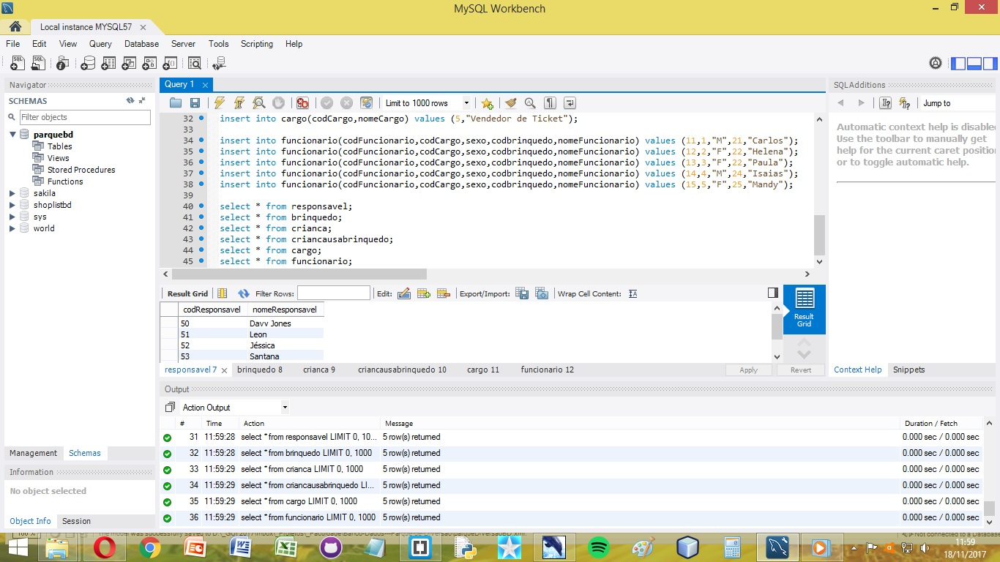 MySQL Workbench
Local instance MYSQL57
File Edit View Query Database Server Tools Scripting Help
Navigator
SCHEMAS
Filter objects
parquebd
Tables
Views
Stored Procedures
Functions
sakila
shoplistbd
sys
world
Management Schemas
Information
No object selected
Object Info Session
Query 1
Limit to 1000 rows
32 insert into cargo(codCargo,nomeCargo) values (5,"Vendedor de Ticket");
33
34 insert into funcionario(codFuncionario,codCargo,sexo,codbrinquedo,nomeFuncionario) values (11,1,"M",21,"Carlos");
35 insert into funcionario(codFuncionario,codCargo,sexo,codbrinquedo,nomeFuncionario) values (12,2,"F",22,"Helena");
36 insert into funcionario(codFuncionario,codCargo,sexo,codbrinquedo,nomeFuncionario) values (13,3,"F",22,"Paula");
37 insert into funcionario(codFuncionario,codCargo,sexo,codbrinquedo,nomeFuncionario) values (14,4,"M",24,"Isaias");
38 insert into funcionario(codFuncionario,codCargo,sexo,codbrinquedo,nomeFuncionario) values (15,5,"F",25,"Mandy");
39
40 select * from responsavel;
41 select * from brinquedo;
42 select * from crianca;
43 select * from criancausabrinquedo;
44 select * from cargo;
45 select * from funcionario;
Result Grid Filter Rows: Edit: Export/Import: Wrap Cell Content:
codResponsavel nomeResponsavel
50 Davv Jones
51 Leon
52 Jéssica
53 Santana
Result
Grid
responsavel 7 brinquedo 8 crianca 9 criancausabrinquedo 10 cargo 11 funcionario 12
Apply Revert
SQLAdditions
Jump to
Automatic context help is disabled
Use the toolbar to manually get
help for the current caret position
or to toggle automatic help.
Context Help Snippets
Output
Action Output
# Time Action Message Duration / Fetch
31 11:59:28 select * from responsavel LIMIT 0, 10... 5 row(s) returned 0.000 sec / 0.000 sec
32 11:59:28 select * from brinquedo LIMIT 0, 1000 5 row(s) returned 0.000 sec / 0.000 sec
33 11:59:29 select * from crianca LIMIT 0, 1000 5 row(s) returned 0.000 sec / 0.000 sec
34 11:59:29 select * from criancausabrinquedo LI... 5 row(s) returned 0.000 sec / 0.000 sec
35 11:59:29 select * from cargo LIMIT 0, 1000 5 row(s) returned 0.000 sec / 0.000 sec
36 11:59:29 select * from funcionario LIMIT 0, 1000 5 row(s) returned 0.000 sec / 0.000 sec
Not connected to a Database
11:59
18/11/2017